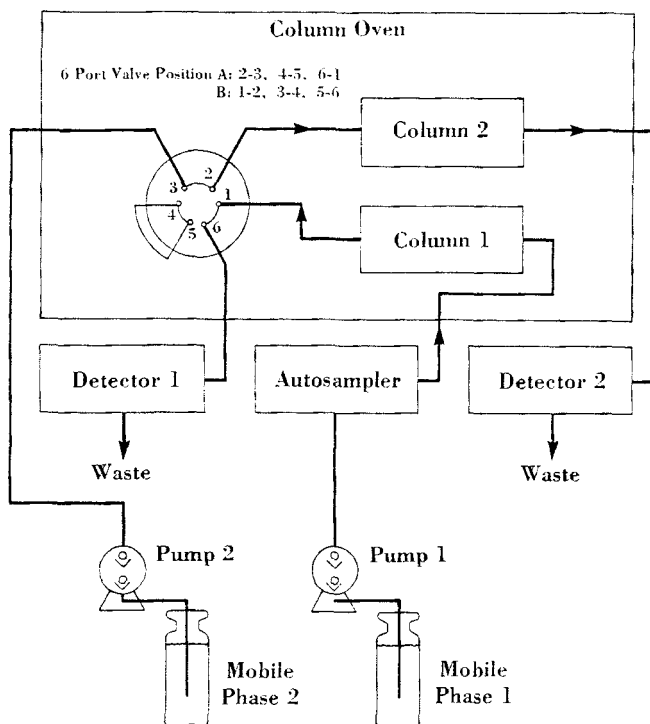 Column Oven
6 Port Valve Position A: 2-3, 4-5, 6-1
B: 1-2, 3-4, 5-6
Column 2
3
2
1
4
5
6
Column 1
Detector 1
Autosampler
Detector 2
Waste
Waste
Pump 2
Pump 1
Mobile
Phase 2
Mobile
Phase 1